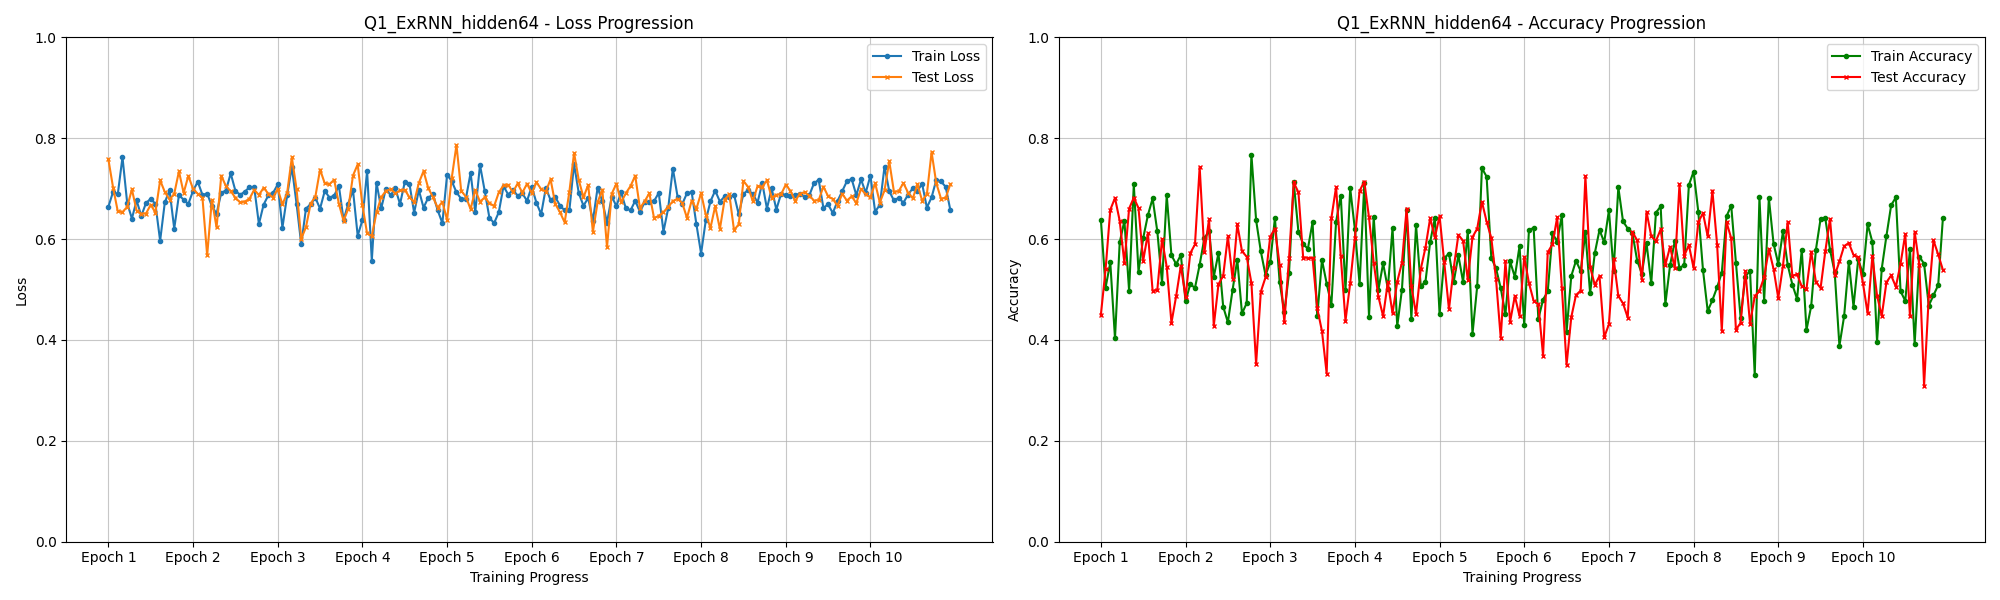 Q1_ExRNN_hidden64 - Loss Progression
1.0
0.8
0.6
0.4
0.2
0.0
Loss
Train Loss
Test Loss
Epoch 1 Epoch 2 Epoch 3 Epoch 4 Epoch 5 Epoch 6 Epoch 7 Epoch 8 Epoch 9 Epoch 10
Training Progress
Q1_ExRNN_hidden64 - Accuracy Progression
1.0
0.8
0.6
0.4
0.2
0.0
Accuracy
Train Accuracy
Test Accuracy
Epoch 1 Epoch 2 Epoch 3 Epoch 4 Epoch 5 Epoch 6 Epoch 7 Epoch 8 Epoch 9 Epoch 10
Training Progress